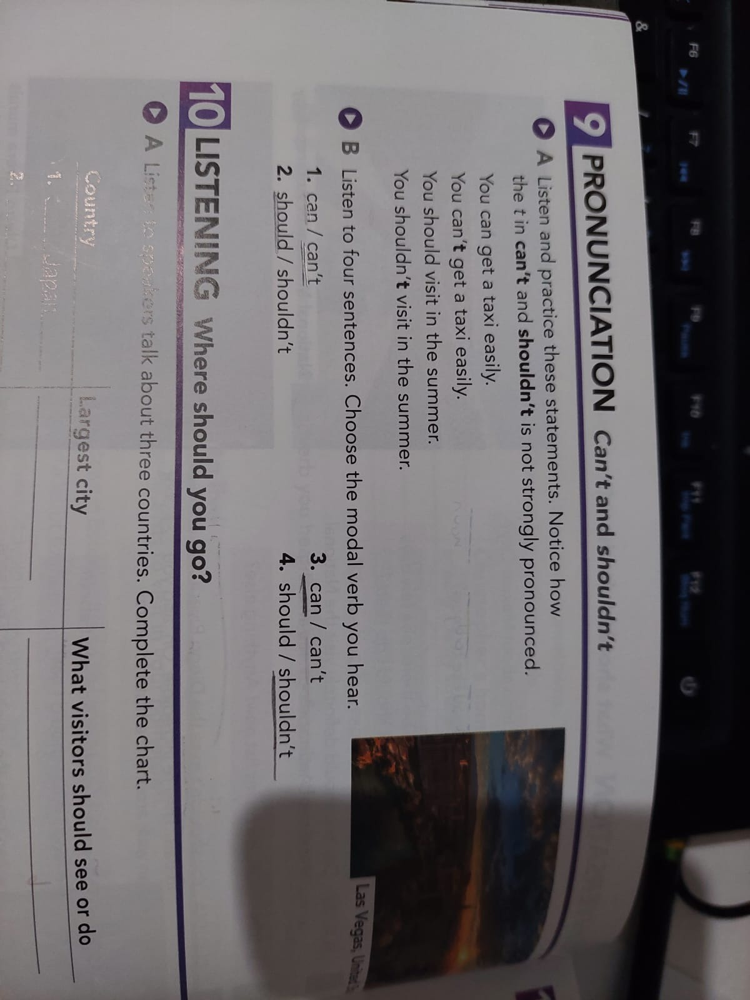 9 PRONUNCIATION Can't and shouldn't
A Listen and practice these statements. Notice how
the t in can't and shouldn't is not strongly pronounced.
You can get a taxi easily.
You can't get a taxi easily.
You should visit in the summer.
You shouldn't visit in the summer.
Las Vegas, United
B Listen to four sentences. Choose the modal verb you hear.
1. can / can't
3. can / can't
2. should / shouldn't
4. should / shouldn't
10 LISTENING Where should you go?
A Listen to speakers talk about three countries. Complete the chart.
Country
Largest city
What visitors should see or do
1. Japan
2.
&
F6
F7
F8
F9
Pause
F10
F11
F12